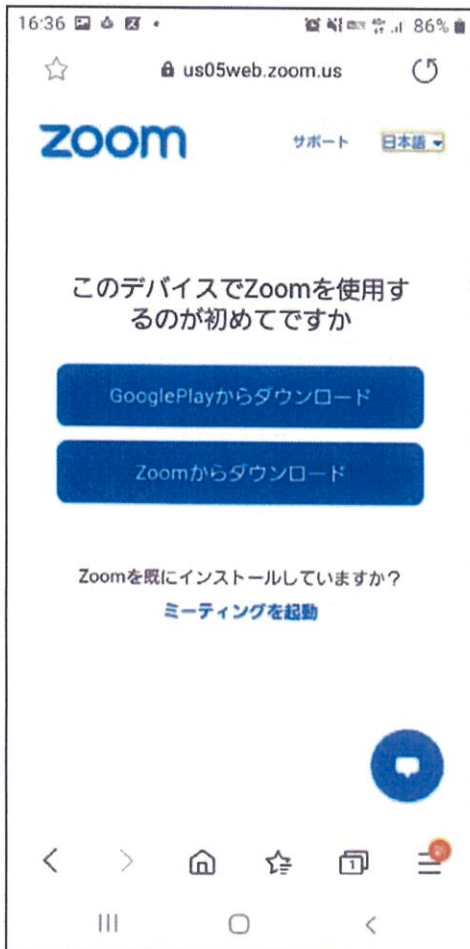 16:36 86%
us05web.zoom.us
zoom サポート 日本語
このデバイスでZoomを使用す
るのが初めてですか
GooglePlayからダウンロード
Zoomからダウンロード
Zoomを既にインストールしていますか？
ミーティングを起動
1